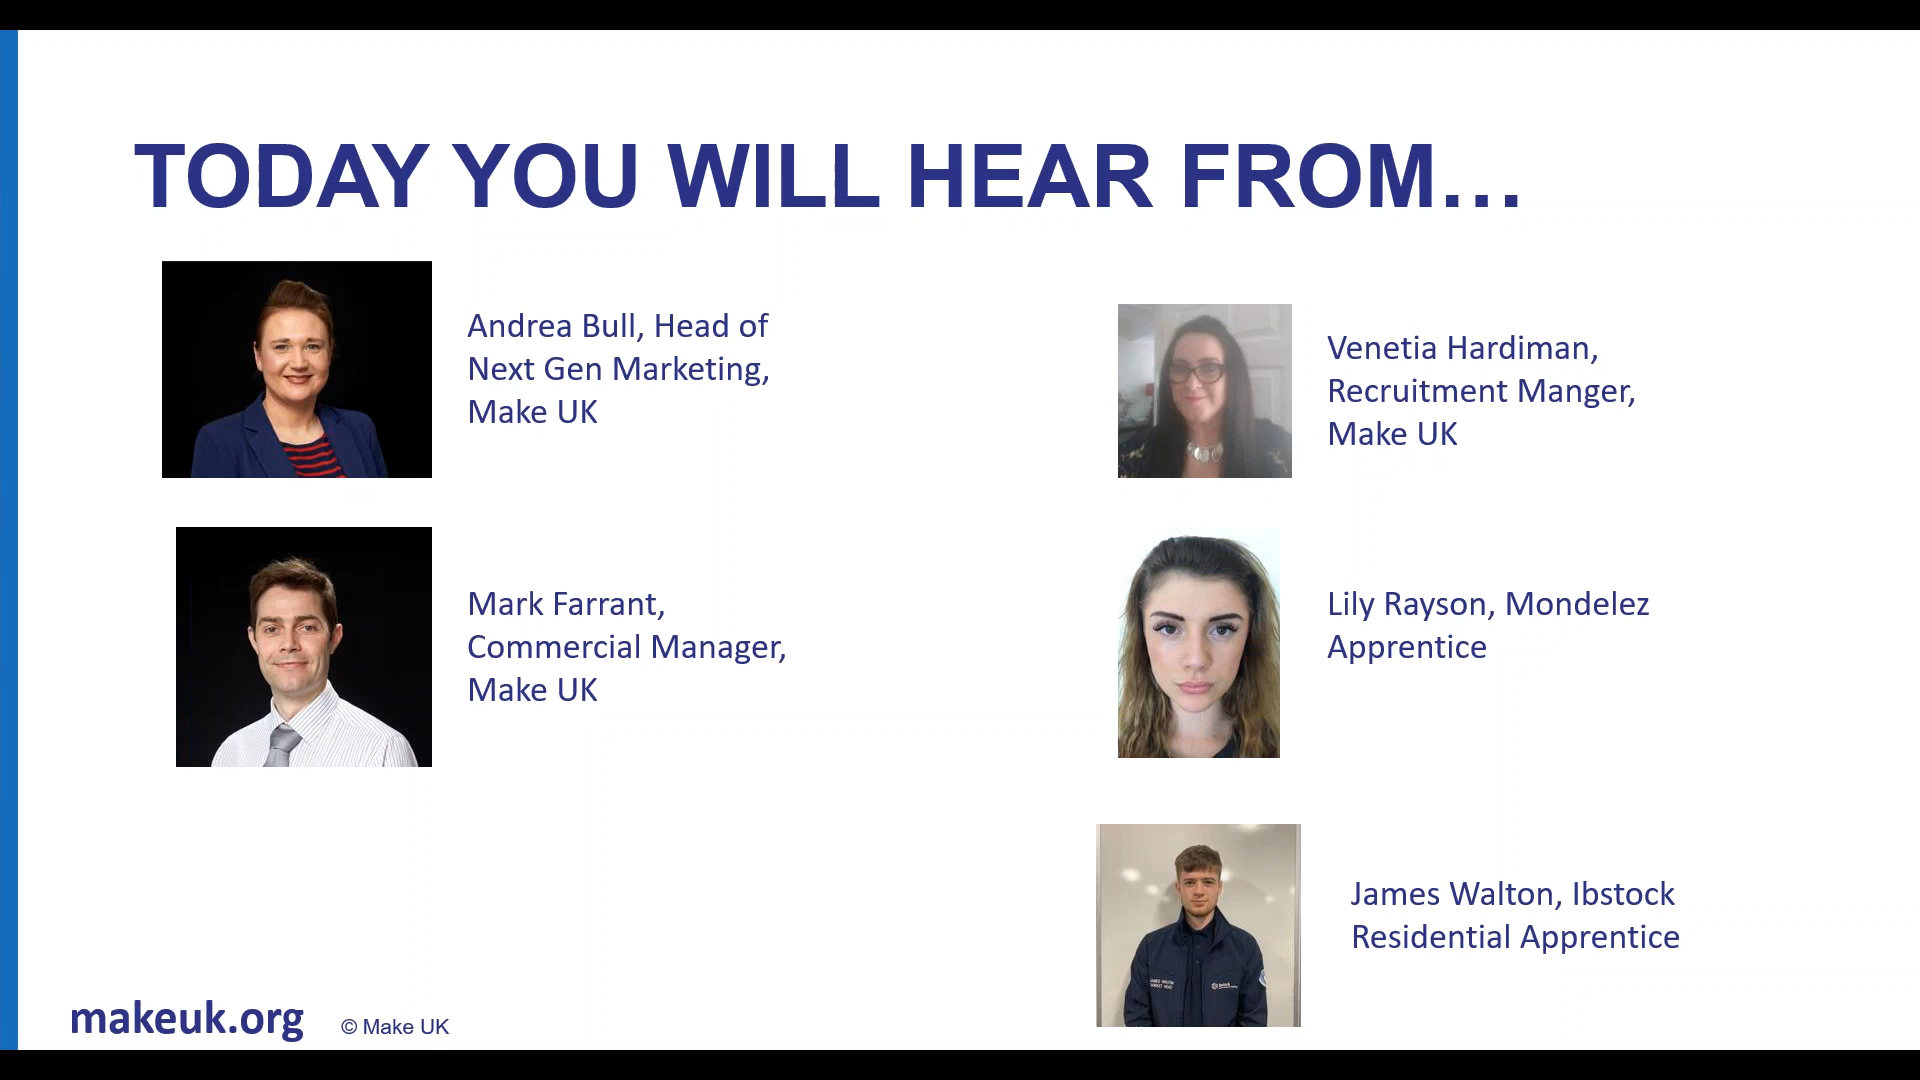 TODAY YOU WILL HEAR FROM...
Andrea Bull, Head of
Next Gen Marketing,
Make UK
Venetia Hardiman,
Recruitment Manger,
Make UK
Mark Farrant,
Commercial Manager,
Make UK
Lily Rayson, Mondelez
Apprentice
James Walton, Ibstock
Residential Apprentice
makeuk.org
© Make UK